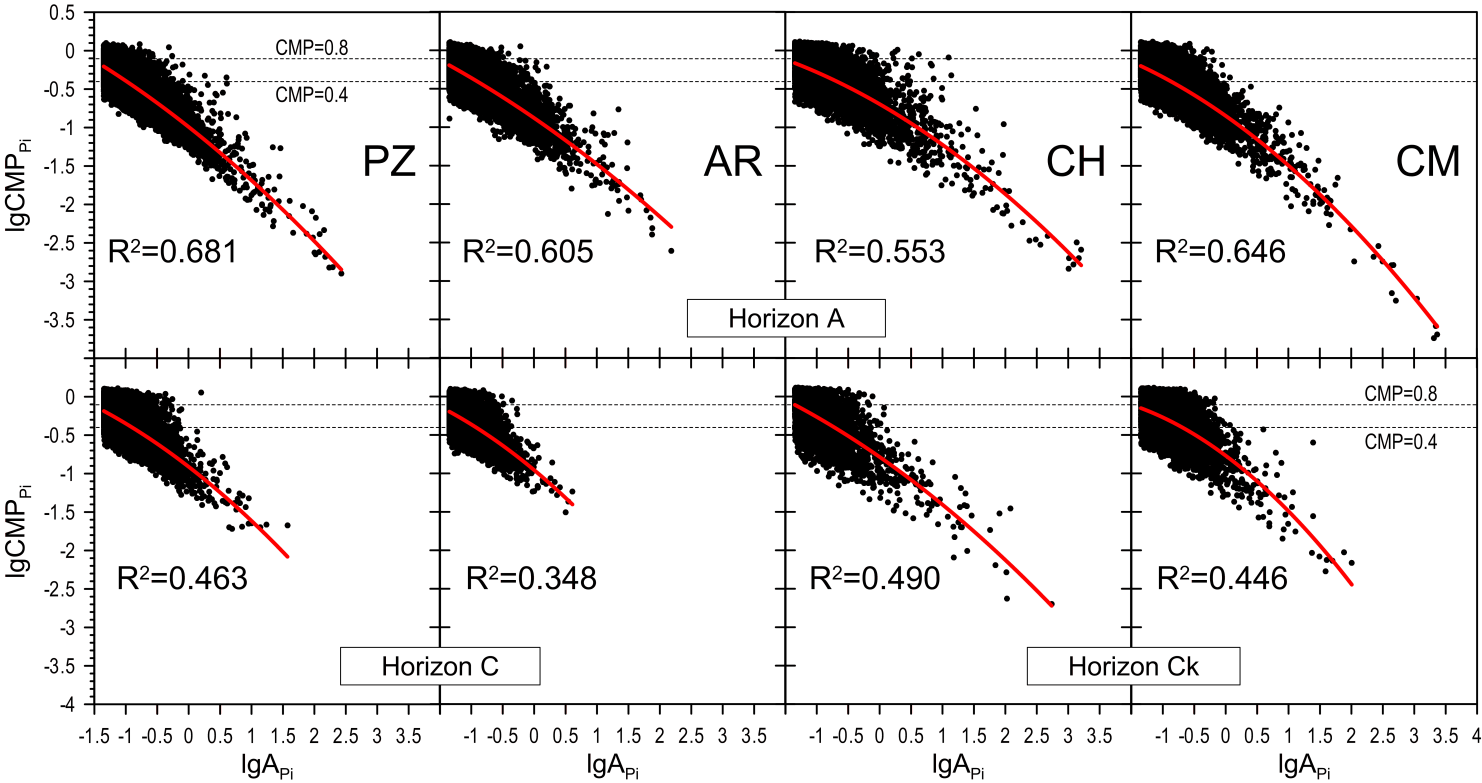 0.5
0
-0.5
-1
-1.5
-2
-2.5
-3
-3.5
lgCMP_Pi
CMP=0.8
CMP=0.4
PZ
AR
CH
CM
R²=0.681
R²=0.605
R²=0.553
R²=0.646
Horizon A
0
-0.5
-1
-1.5
-2
-2.5
-3
-3.5
-4
lgCMP_Pi
CMP=0.8
CMP=0.4
R²=0.463
R²=0.348
R²=0.490
R²=0.446
Horizon C
Horizon Ck
-1.5 -1 -0.5 0 0.5 1 1.5 2 2.5 3 3.5 -1 -0.5 0 0.5 1 1.5 2 2.5 3 3.5 -1 -0.5 0 0.5 1 1.5 2 2.5 3 3.5 -1 -0.5 0 0.5 1 1.5 2 2.5 3 3.5 4
lgA_Pi lgA_Pi lgA_Pi lgA_Pi